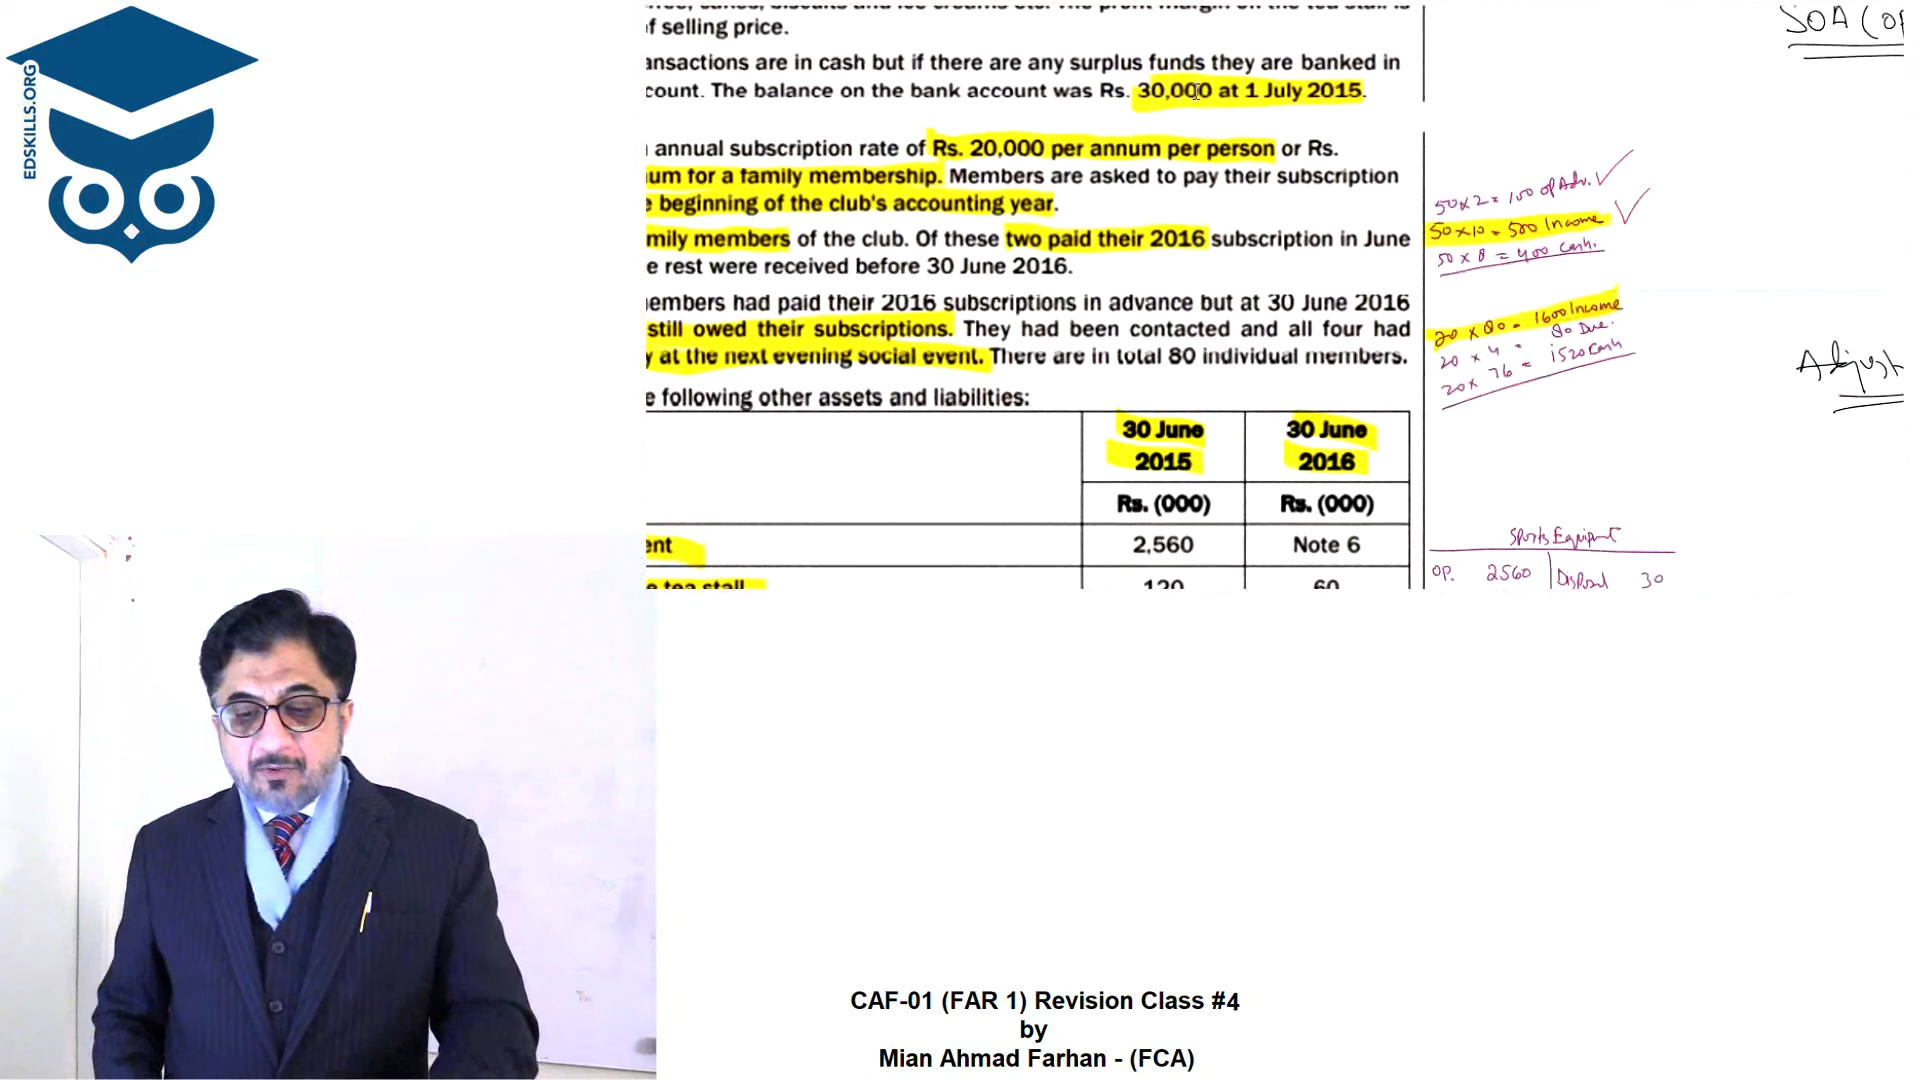 EDSKILLS.ORG
f selling price.
ansactions are in cash but if there are any surplus funds they are banked in
count. The balance on the bank account was Rs. 30,000 at 1 July 2015.
annual subscription rate of Rs. 20,000 per annum per person or Rs.
um for a family membership. Members are asked to pay their subscription
e beginning of the club's accounting year.
mily members of the club. Of these two paid their 2016 subscription in June
e rest were received before 30 June 2016.
embers had paid their 2016 subscriptions in advance but at 30 June 2016
still owed their subscriptions. They had been contacted and all four had
y at the next evening social event. There are in total 80 individual members.
e following other assets and liabilities:
30 June 2015 30 June 2016
Rs. (000) Rs. (000)
ent 2,560 Note 6
e tea stall 120 60
SOA (op
50x2 = 100 op Adv. ✓
50x10 = 500 Income ✓
50 x 8 = 400 Cash.
20 x 80 = 1600 Income
20 x 4 = 80 Due.
20x 76 = 1520 Cash
Adjust
Sports Equipment
OP. 2560 Disposal 30
CAF-01 (FAR 1) Revision Class #4
by
Mian Ahmad Farhan - (FCA)